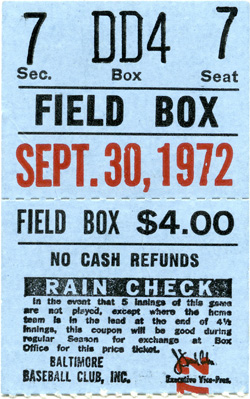 7 DD4 7
Sec. Box Seat
FIELD BOX
SEPT. 30, 1972
FIELD BOX $4.00
NO CASH REFUNDS
RAIN CHECK
In the event that 5 innings of this game
are not played, except where the home
team is in the lead at the end of 4½
innings, this coupon will be good during
regular Season for exchange at Box
Office for this price ticket.
BALTIMORE
BASEBALL CLUB, INC.
Executive Vice-Pres.
72